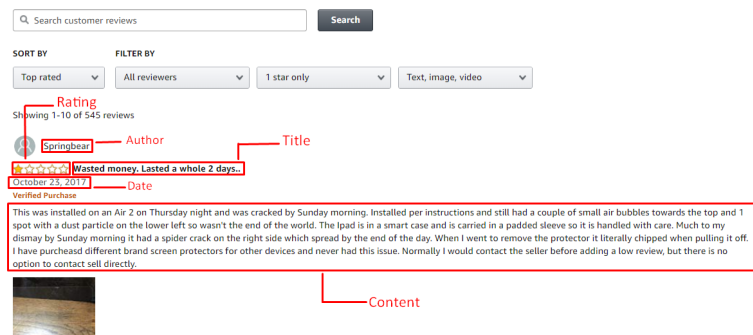 Search customer reviews
Search
SORT BY
FILTER BY
Top rated
All reviewers
1 star only
Text, image, video
Rating
Showing 1-10 of 545 reviews
Springbear
Author
Title
Wasted money. Lasted a whole 2 days..
October 23, 2017
Date
Verified Purchase
This was installed on an Air 2 on Thursday night and was cracked by Sunday morning. Installed per instructions and still had a couple of small air bubbles towards the top and 1
spot with a dust particle on the lower left so wasn't the end of the world. The Ipad is in a smart case and is carried in a padded sleeve so it is handled with care. Much to my
dismay by Sunday morning it had a spider crack on the right side which spread by the end of the day. When I went to remove the protector it literally chipped when pulling it off.
I have purcheasd different brand screen protectors for other devices and never had this issue. Normally I would contact the seller before adding a low review, but there is no
option to contact sell directly.
Content